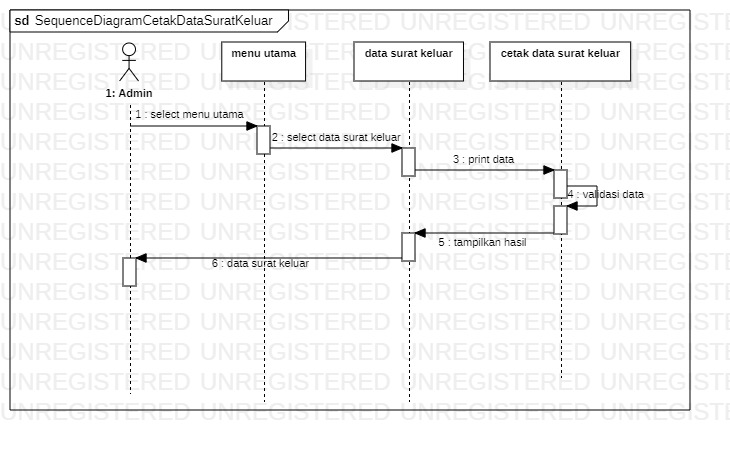 sd SequenceDiagramCetakDataSuratKeluar
menu utama
data surat keluar
cetak data surat keluar
1: Admin
1 : select menu utama
2 : select data surat keluar
3 : print data
4 : validasi data
5 : tampilkan hasil
6 : data surat keluar
UNREGISTERED UNREGISTERED UNREGISTERED UNREGISTERED